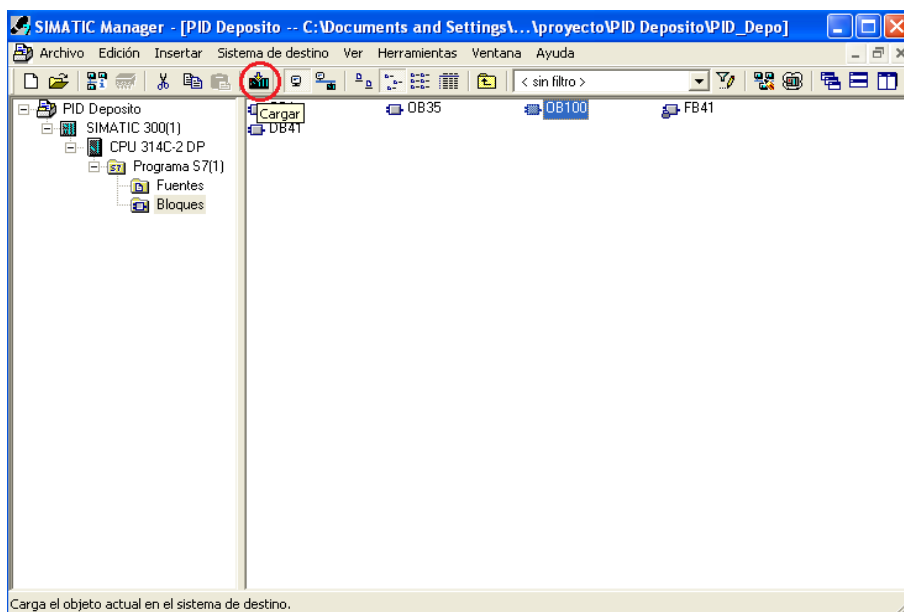 SIMATIC Manager - [PID Deposito -- C:\Documents and Settings\...\proyecto\PID Deposito\PID_Depo]
Archivo Edición Insertar Sistema de destino Ver Herramientas Ventana Ayuda
< sin filtro >
PID Deposito
SIMATIC 300(1)
CPU 314C-2 DP
Programa S7(1)
Fuentes
Bloques
Cargar
OB35
OB100
FB41
DB41
Carga el objeto actual en el sistema de destino.